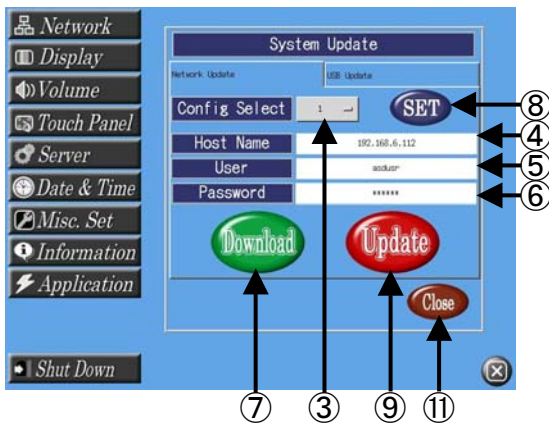 Network
Display
Volume
Touch Panel
Server
Date & Time
Misc. Set
Information
Application
Shut Down
System Update
Network Update
USB Update
Config Select
1
SET
Host Name
192.168.6.112
User
asdusr
Password
******
Download
Update
Close
⑧
④
⑤
⑥
⑦
③
⑨
⑪